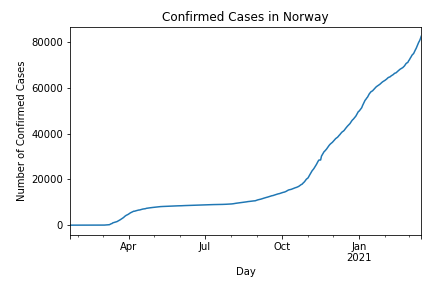 Confirmed Cases in Norway
Number of Confirmed Cases
80000
60000
40000
20000
0
Apr Jul Oct Jan
2021
Day